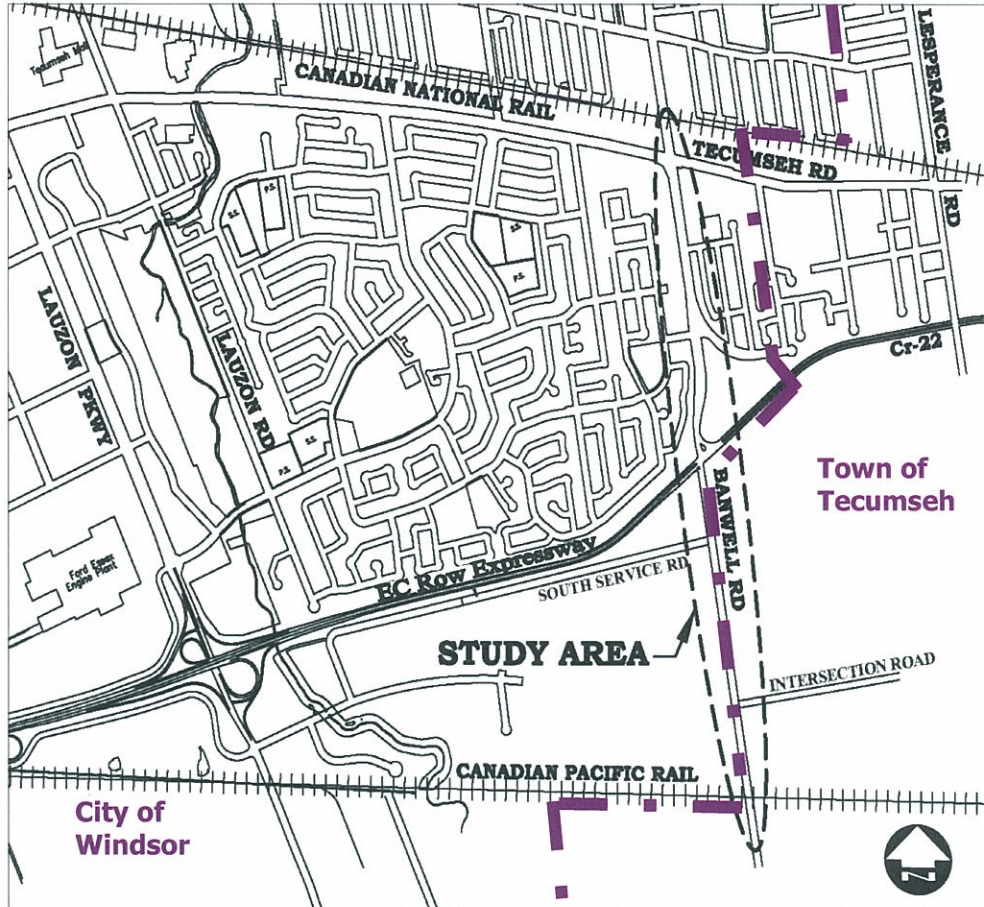 Tecumseh Mall
CANADIAN NATIONAL RAIL
LESPERANCE RD
TECUMSEH RD
P.S.
S.S.
S.S.
P.S.
LAUZON PKWY
LAUZON RD
Cr-22
S.S.
P.S.
Town of
Tecumseh
BANWELL RD
Ford Essex
Engine Plant
EC Row Expressway
SOUTH SERVICE RD
STUDY AREA
INTERSECTION ROAD
CANADIAN PACIFIC RAIL
City of
Windsor
N